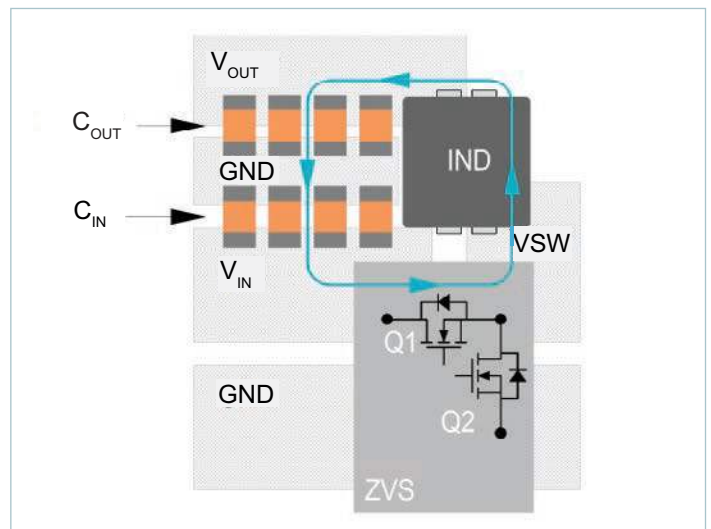 VOUT
COUT
GND
IND
CIN
VSW
VIN
Q1
GND
Q2
ZVS